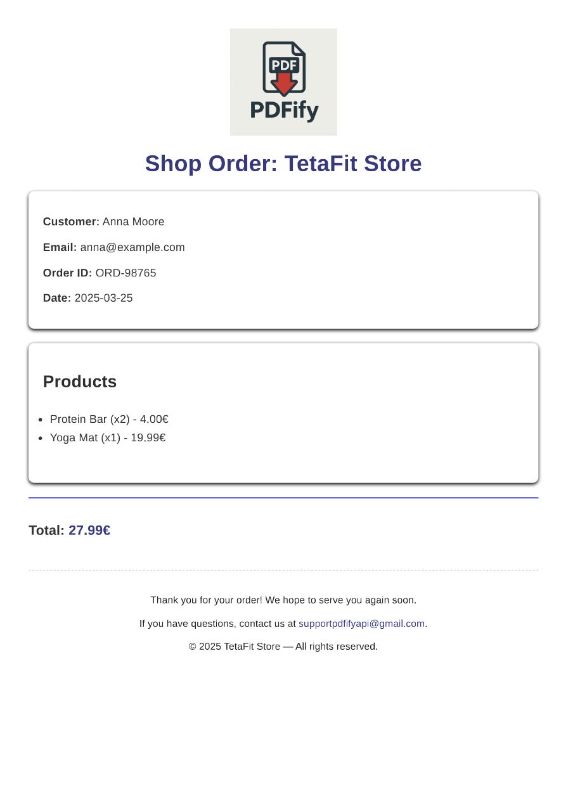 PDF
PDFify
Shop Order: TetaFit Store
Customer: Anna Moore
Email: anna@example.com
Order ID: ORD-98765
Date: 2025-03-25
Products
• Protein Bar (x2) - 4.00€
• Yoga Mat (x1) - 19.99€
Total: 27.99€
Thank you for your order! We hope to serve you again soon.
If you have questions, contact us at supportpdfifyapi@gmail.com.
© 2025 TetaFit Store — All rights reserved.